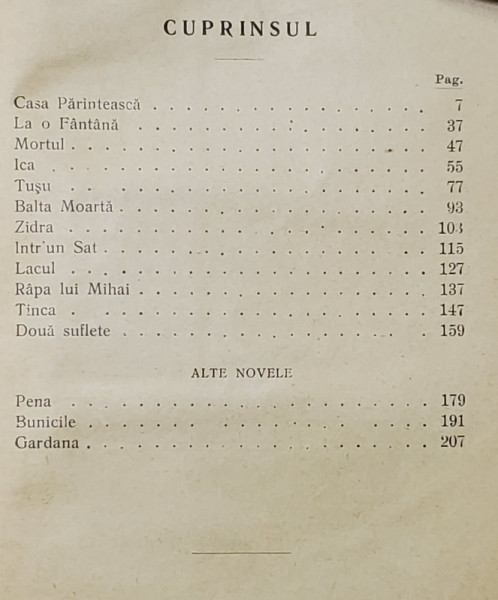 CUPRINSUL
Pag.
Casa Părintească . . . . . . . . . . . . . . 7
La o Fântână . . . . . . . . . . . . . . . 37
Mortul . . . . . . . . . . . . . . . . . . 47
Ica . . . . . . . . . . . . . . . . . . . 55
Tuşu . . . . . . . . . . . . . . . . . . 77
Balta Moartă . . . . . . . . . . . . . . . 93
Zidra . . . . . . . . . . . . . . . . . . 103
Intr'un Sat . . . . . . . . . . . . . . . . 115
Lacul . . . . . . . . . . . . . . . . . . 127
Râpa lui Mihai . . . . . . . . . . . . . . 137
Tinca . . . . . . . . . . . . . . . . . . 147
Două suflete . . . . . . . . . . . . . . . 159
ALTE NOVELE
Pena . . . . . . . . . . . . . . . . . . 179
Bunicile . . . . . . . . . . . . . . . . . 191
Gardana . . . . . . . . . . . . . . . . . 207